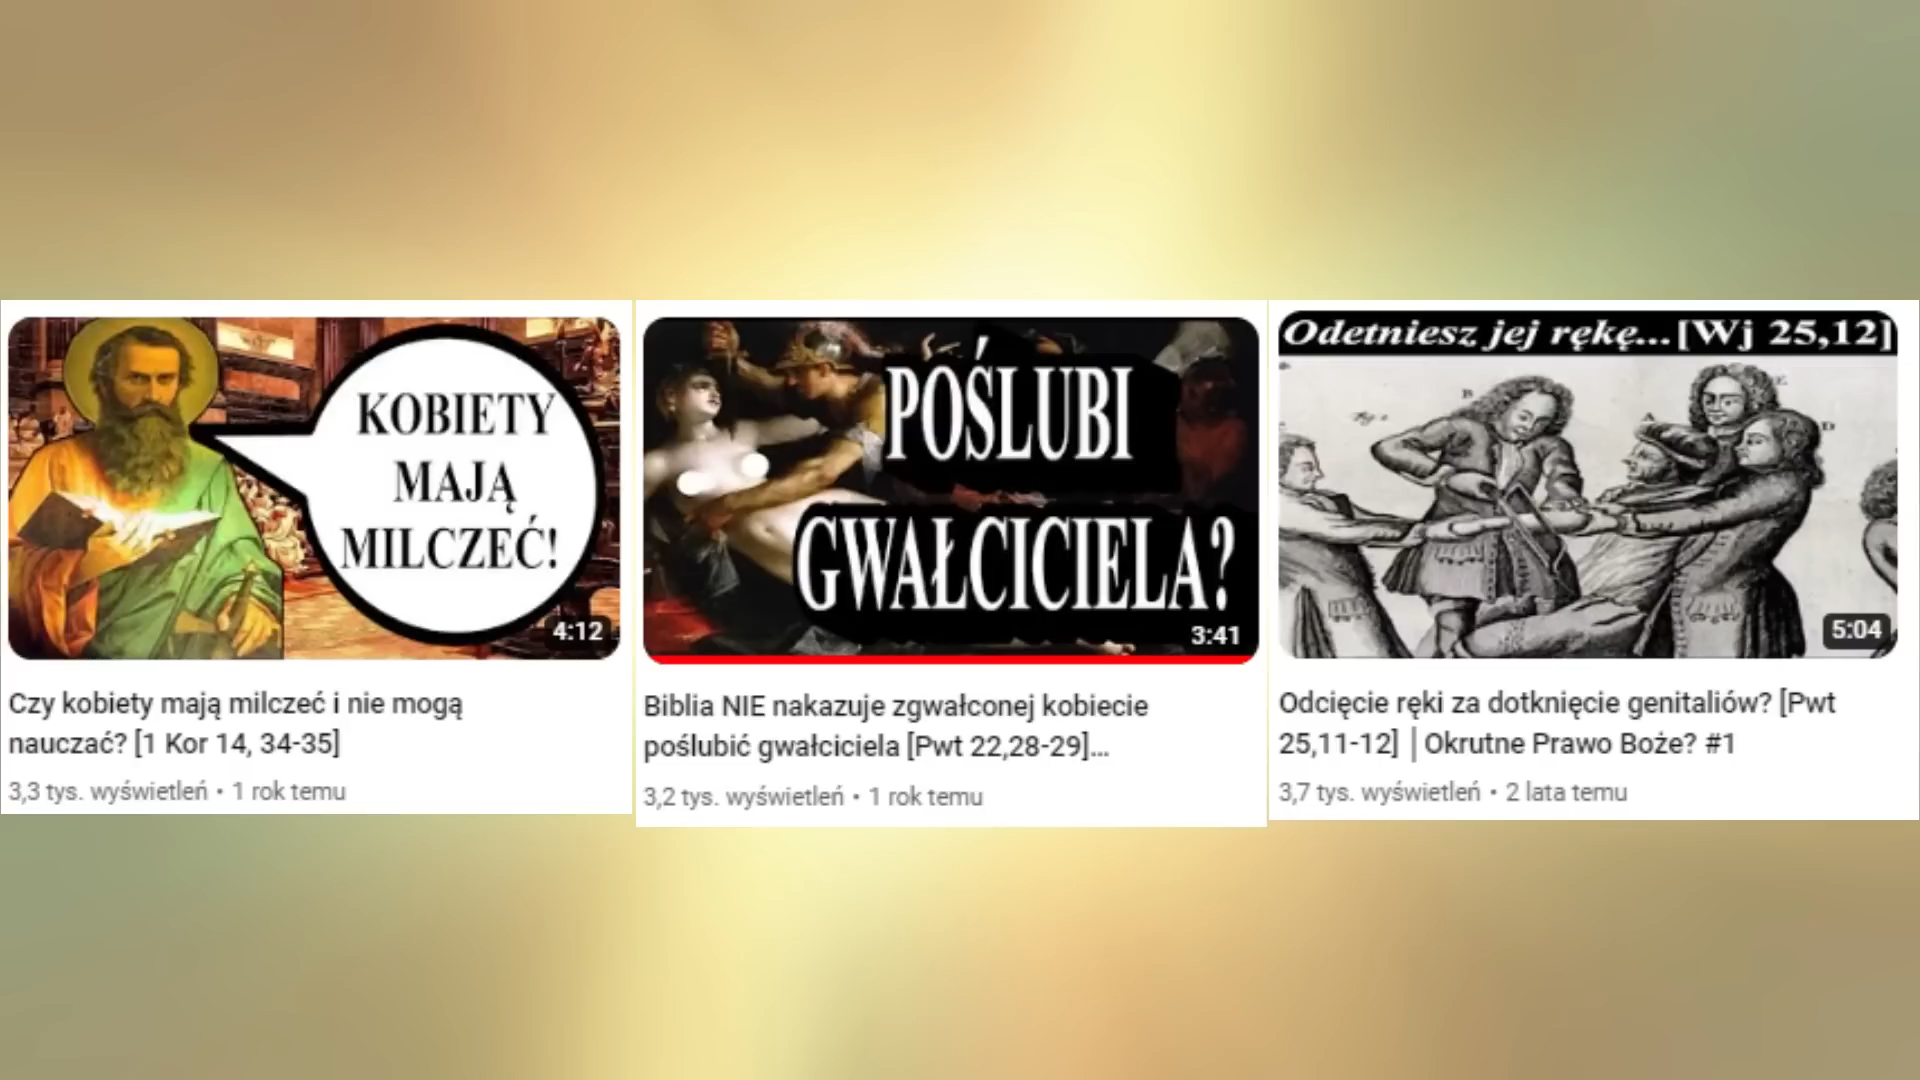 KOBIETY
MAJĄ
MILCZEĆ!
4:12
Czy kobiety mają milczeć i nie mogą
nauczać? [1 Kor 14, 34-35]
3,3 tys. wyświetleń • 1 rok temu
POŚLUBI
GWAŁCICIELA?
3:41
Biblia NIE nakazuje zgwałconej kobiecie
poślubić gwałciciela [Pwt 22,28-29]...
3,2 tys. wyświetleń • 1 rok temu
Odetniesz jej rękę...[Wj 25,12]
B
A
E
D
5:04
Odcięcie ręki za dotknięcie genitaliów? [Pwt
25,11-12] | Okrutne Prawo Boże? #1
3,7 tys. wyświetleń • 2 lata temu